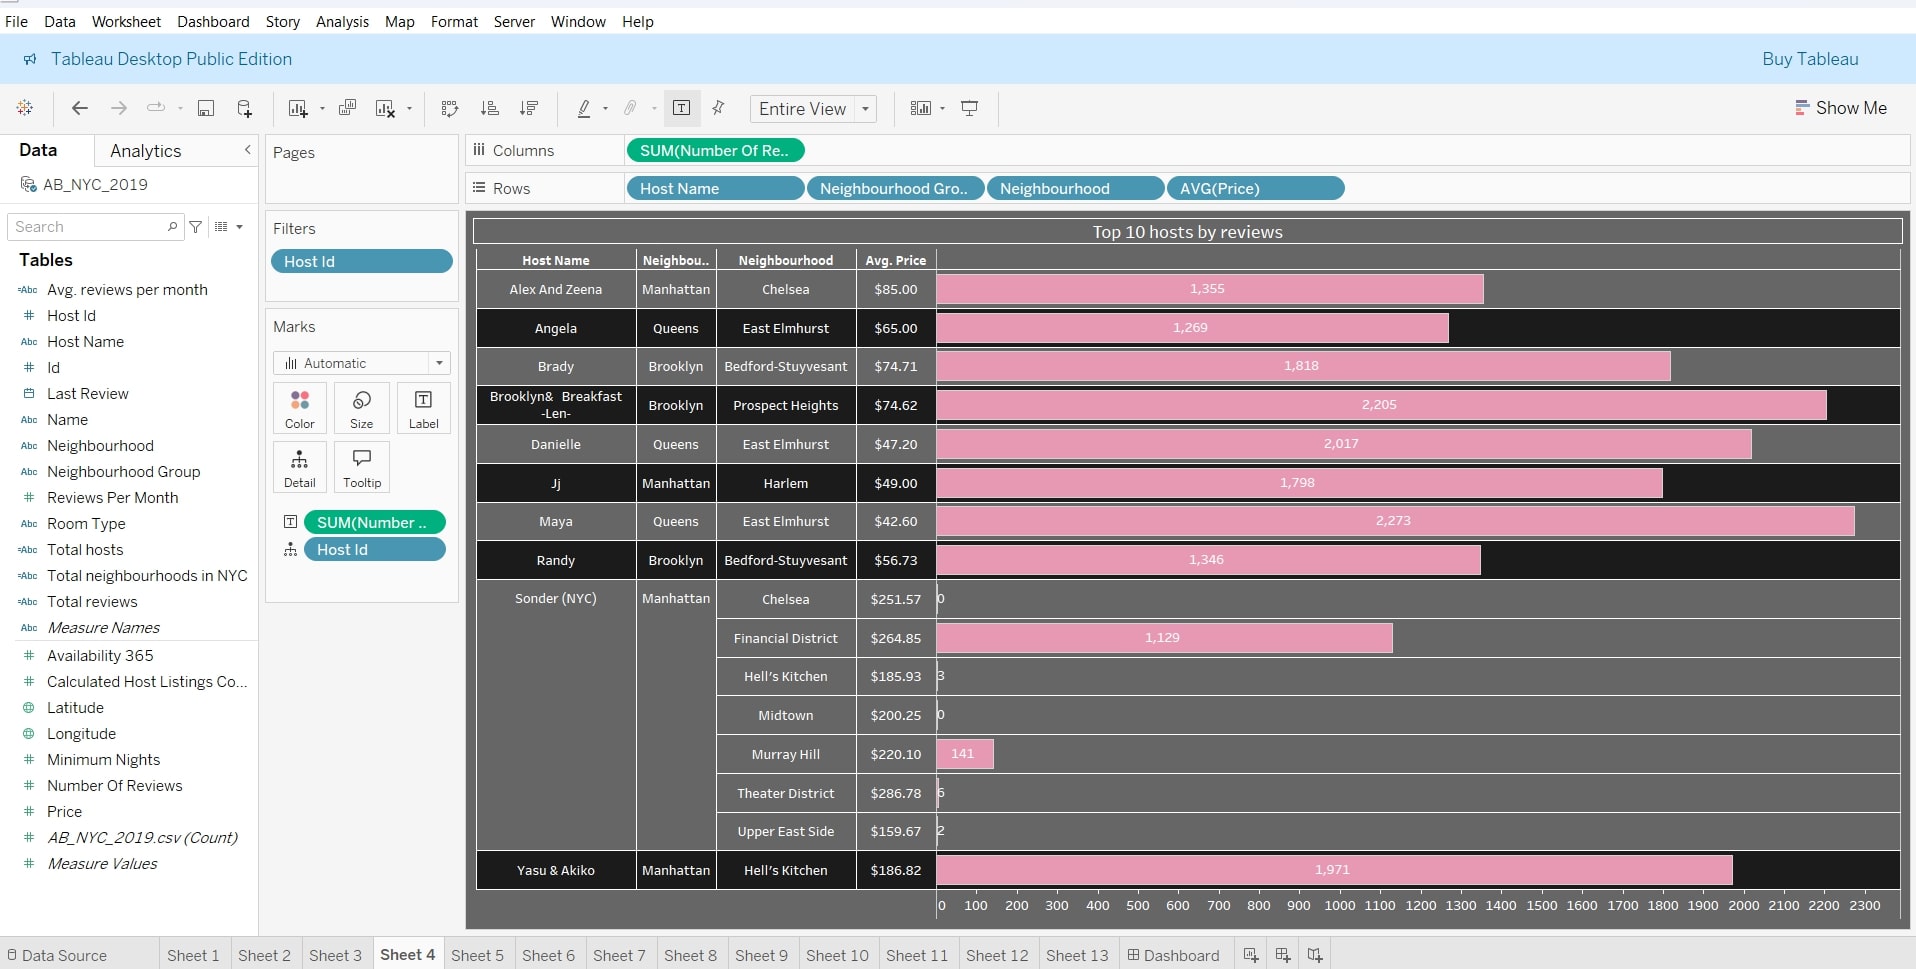 File Data Worksheet Dashboard Story Analysis Map Format Server Window Help
Tableau Desktop Public Edition Buy Tableau
Entire View Show Me
Data Analytics
AB_NYC_2019
Search
Tables
Avg. reviews per month
Host Id
Host Name
Id
Last Review
Name
Neighbourhood
Neighbourhood Group
Reviews Per Month
Room Type
Total hosts
Total neighbourhoods in NYC
Total reviews
Measure Names
Availability 365
Calculated Host Listings Co...
Latitude
Longitude
Minimum Nights
Number Of Reviews
Price
AB_NYC_2019.csv (Count)
Measure Values
Pages
Filters
Host Id
Marks
Automatic
Color Size Label
Detail Tooltip
SUM(Number ..
Host Id
Columns SUM(Number Of Re..
Rows Host Name Neighbourhood Gro.. Neighbourhood AVG(Price)
Top 10 hosts by reviews
Host Name Neighbou.. Neighbourhood Avg. Price
Alex And Zeena Manhattan Chelsea $85.00 1,355
Angela Queens East Elmhurst $65.00 1,269
Brady Brooklyn Bedford-Stuyvesant $74.71 1,818
Brooklyn& Breakfast
-Len- Brooklyn Prospect Heights $74.62 2,205
Danielle Queens East Elmhurst $47.20 2,017
Jj Manhattan Harlem $49.00 1,798
Maya Queens East Elmhurst $42.60 2,273
Randy Brooklyn Bedford-Stuyvesant $56.73 1,346
Sonder (NYC) Manhattan Chelsea $251.57 0
Financial District $264.85 1,129
Hell's Kitchen $185.93 3
Midtown $200.25 0
Murray Hill $220.10 141
Theater District $286.78 6
Upper East Side $159.67 2
Yasu & Akiko Manhattan Hell's Kitchen $186.82 1,971
0 100 200 300 400 500 600 700 800 900 1000 1100 1200 1300 1400 1500 1600 1700 1800 1900 2000 2100 2200 2300
Data Source Sheet 1 Sheet 2 Sheet 3 Sheet 4 Sheet 5 Sheet 6 Sheet 7 Sheet 8 Sheet 9 Sheet 10 Sheet 11 Sheet 12 Sheet 13 Dashboard